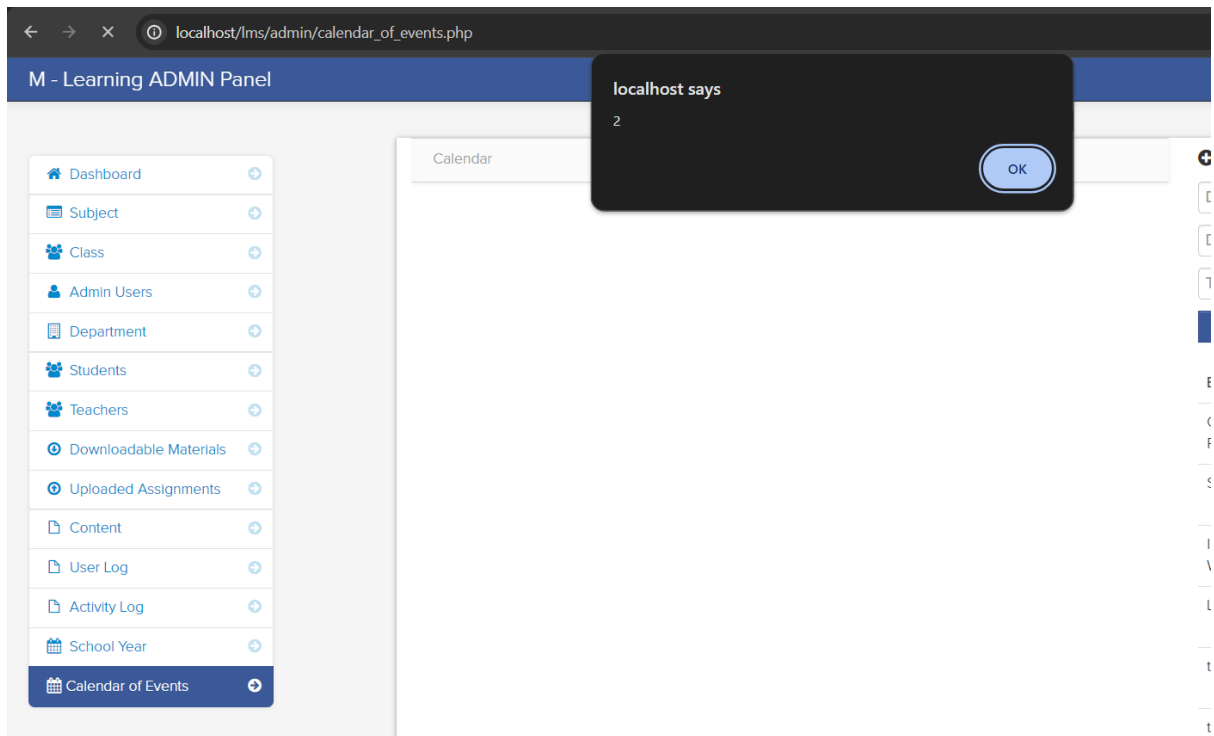 localhost/lms/admin/calendar_of_events.php
M - Learning ADMIN Panel
localhost says
2
OK
Calendar
Dashboard
Subject
Class
Admin Users
Department
Students
Teachers
Downloadable Materials
Uploaded Assignments
Content
User Log
Activity Log
School Year
Calendar of Events